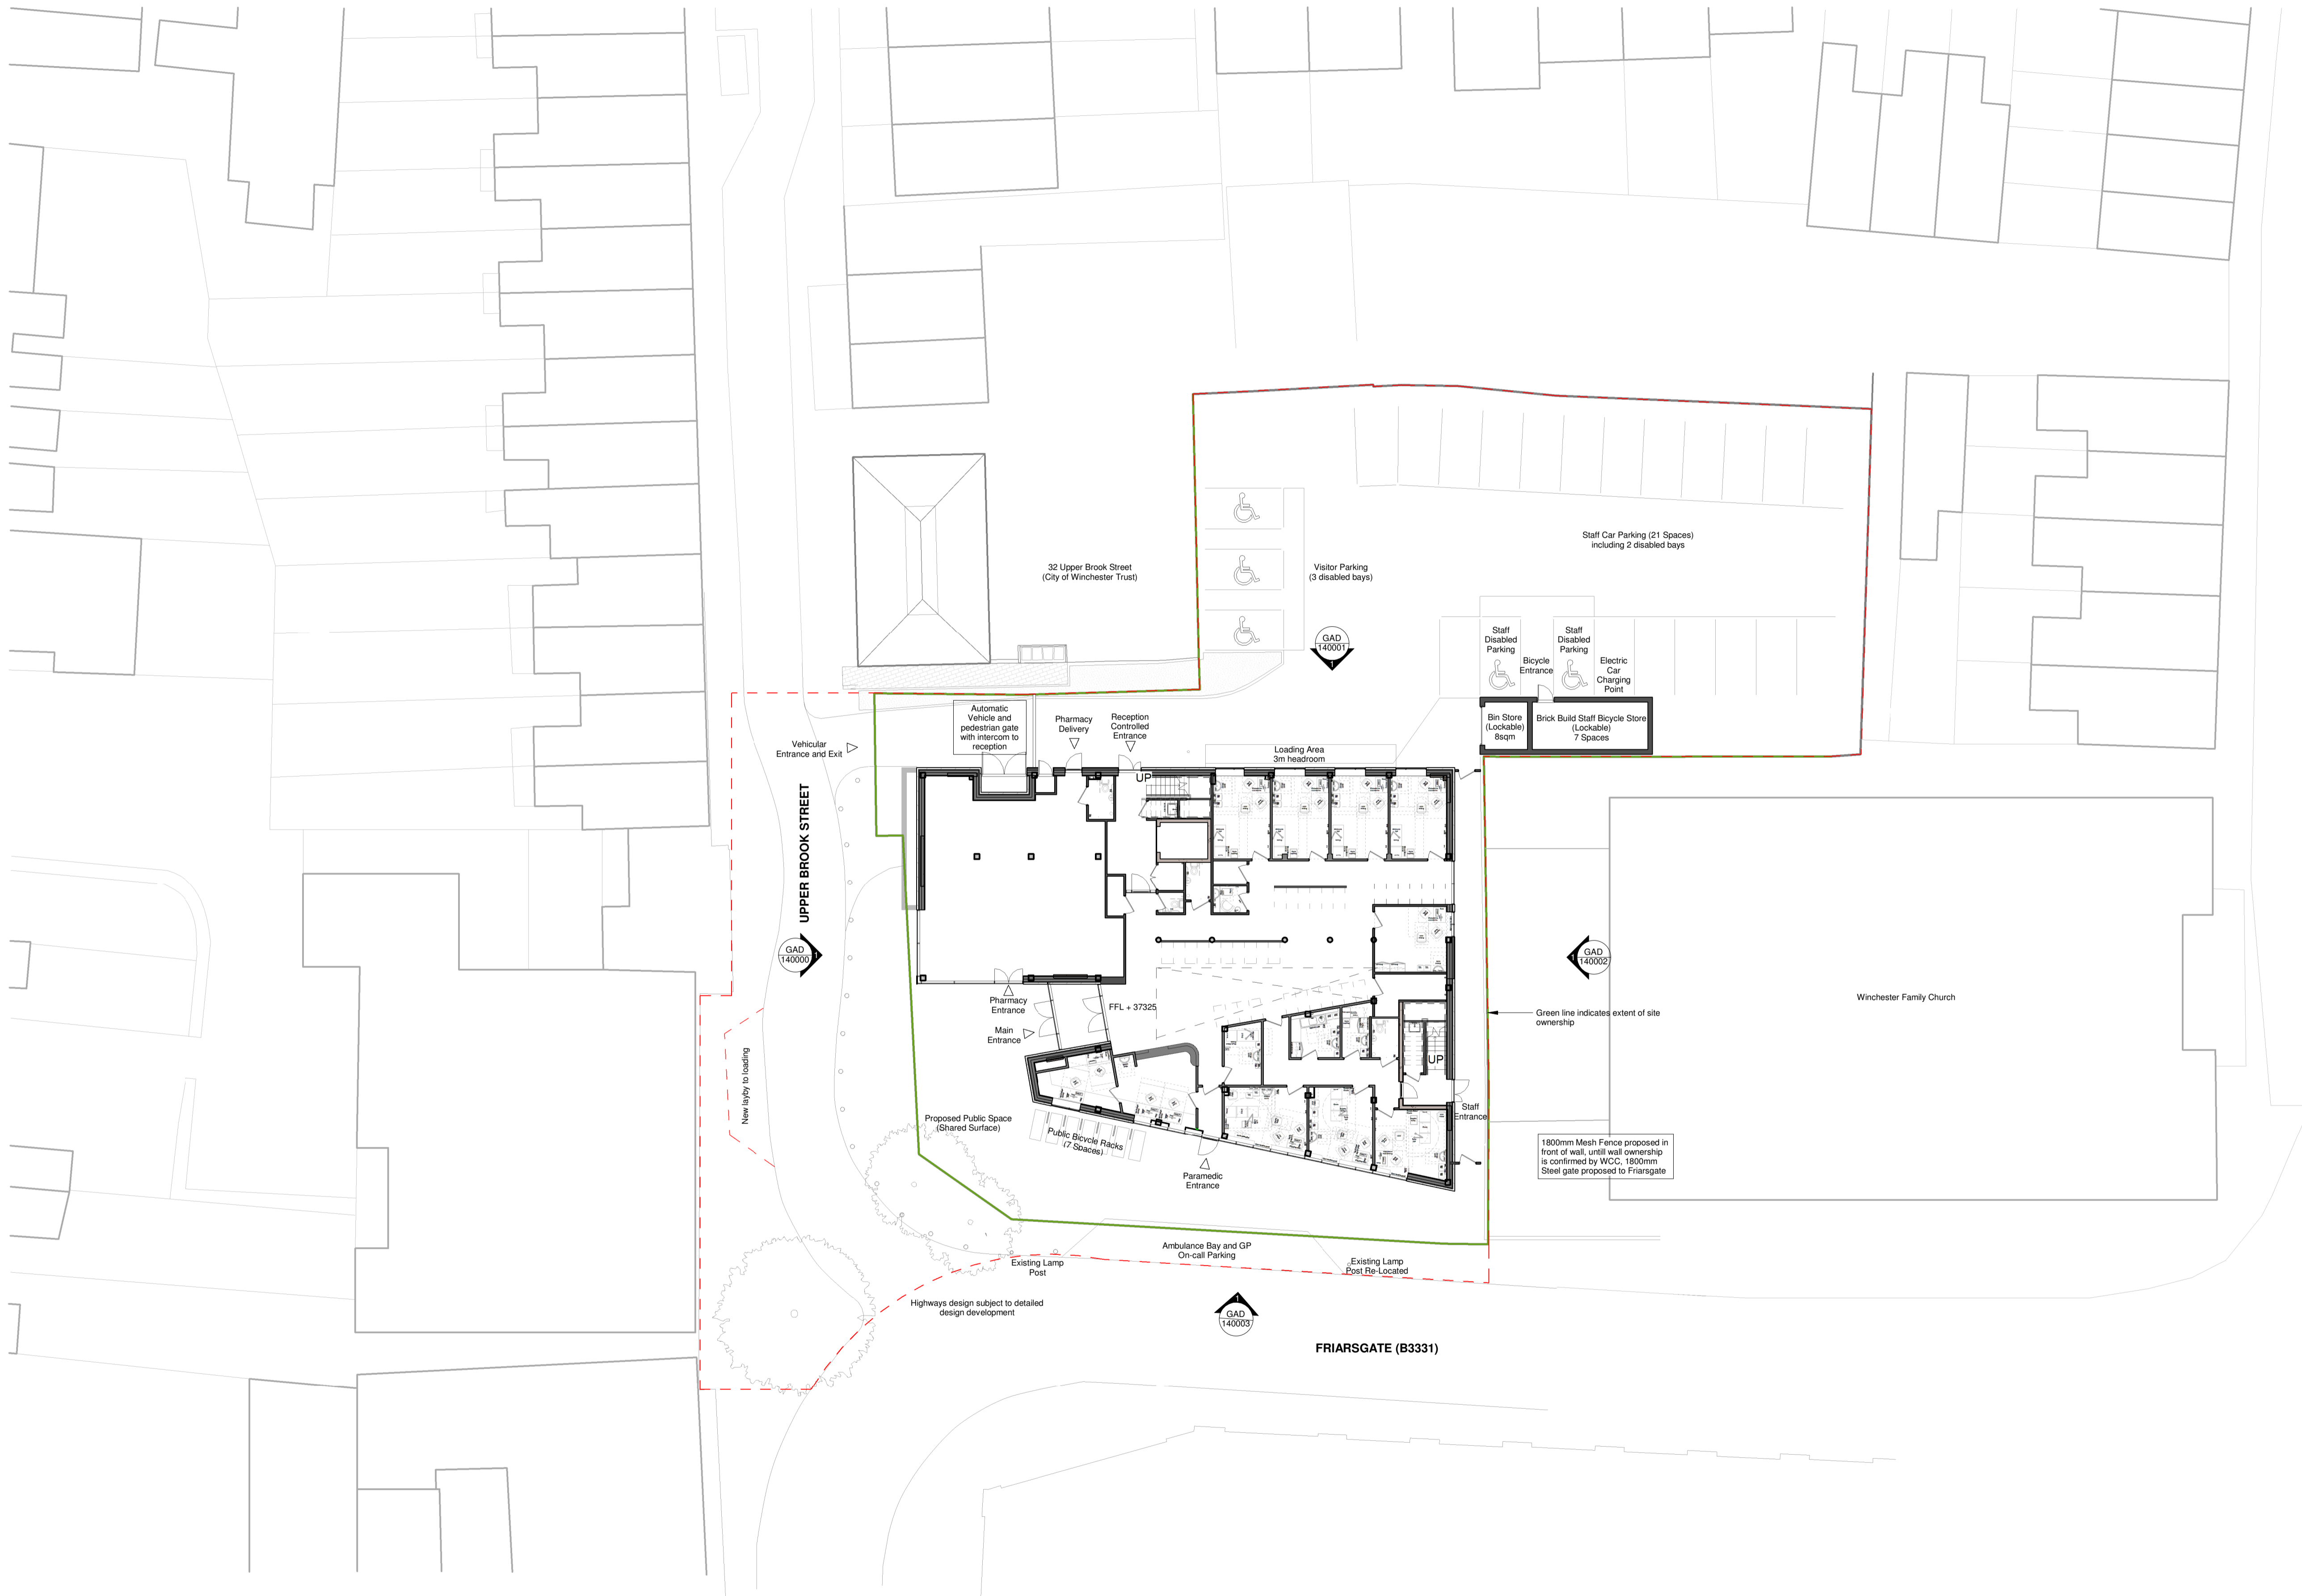 Staff Car Parking (21 Spaces)
including 2 disabled bays
32 Upper Brook Street
(City of Winchester Trust)
Visitor Parking
(3 disabled bays)
GAD
140001
1
Staff
Disabled
Parking
Bicycle
Entrance
Staff
Disabled
Parking
Electric
Car
Charging
Point
Automatic
Vehicle and
pedestrian gate
with intercom to
reception
Pharmacy
Delivery
Reception
Controlled
Entrance
Bin Store
(Lockable)
8sqm
Brick Build Staff Bicycle Store
(Lockable)
7 Spaces
Vehicular
Entrance and Exit
Loading Area
3m headroom
UP
UPPER BROOK STREET
GAD
140000
1
GAD
140002
1
Winchester Family Church
Pharmacy
Entrance
FFL + 37325
Main
Entrance
Green line indicates extent of site
ownership
New layby to loading
UP
Proposed Public Space
(Shared Surface)
Public Bicycle Racks
(7 Spaces)
Staff
Entrance
1800mm Mesh Fence proposed in
front of wall, untill wall ownership
is confirmed by WCC, 1800mm
Steel gate proposed to Friarsgate
Paramedic
Entrance
Ambulance Bay and GP
On-call Parking
Existing Lamp
Post
Existing Lamp
Post Re-Located
Highways design subject to detailed
design development
1
GAD
140003
FRIARSGATE (B3331)